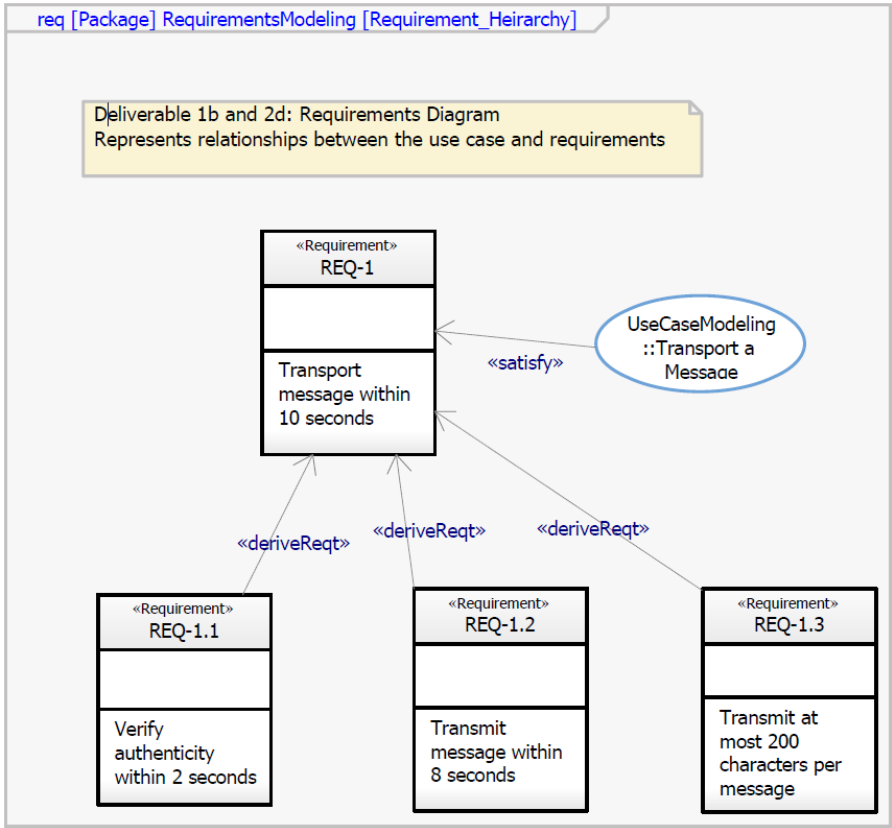 req [Package] RequirementsModeling [Requirement_Heirarchy]
Deliverable 1b and 2d: Requirements Diagram
Represents relationships between the use case and requirements
«Requirement»
REQ-1
Transport
message within
10 seconds
UseCaseModeling
::Transport a
Message
«satisfy»
«deriveReqt»
«deriveReqt»
«deriveReqt»
«Requirement»
REQ-1.1
Verify
authenticity
within 2 seconds
«Requirement»
REQ-1.2
Transmit
message within
8 seconds
«Requirement»
REQ-1.3
Transmit at
most 200
characters per
message